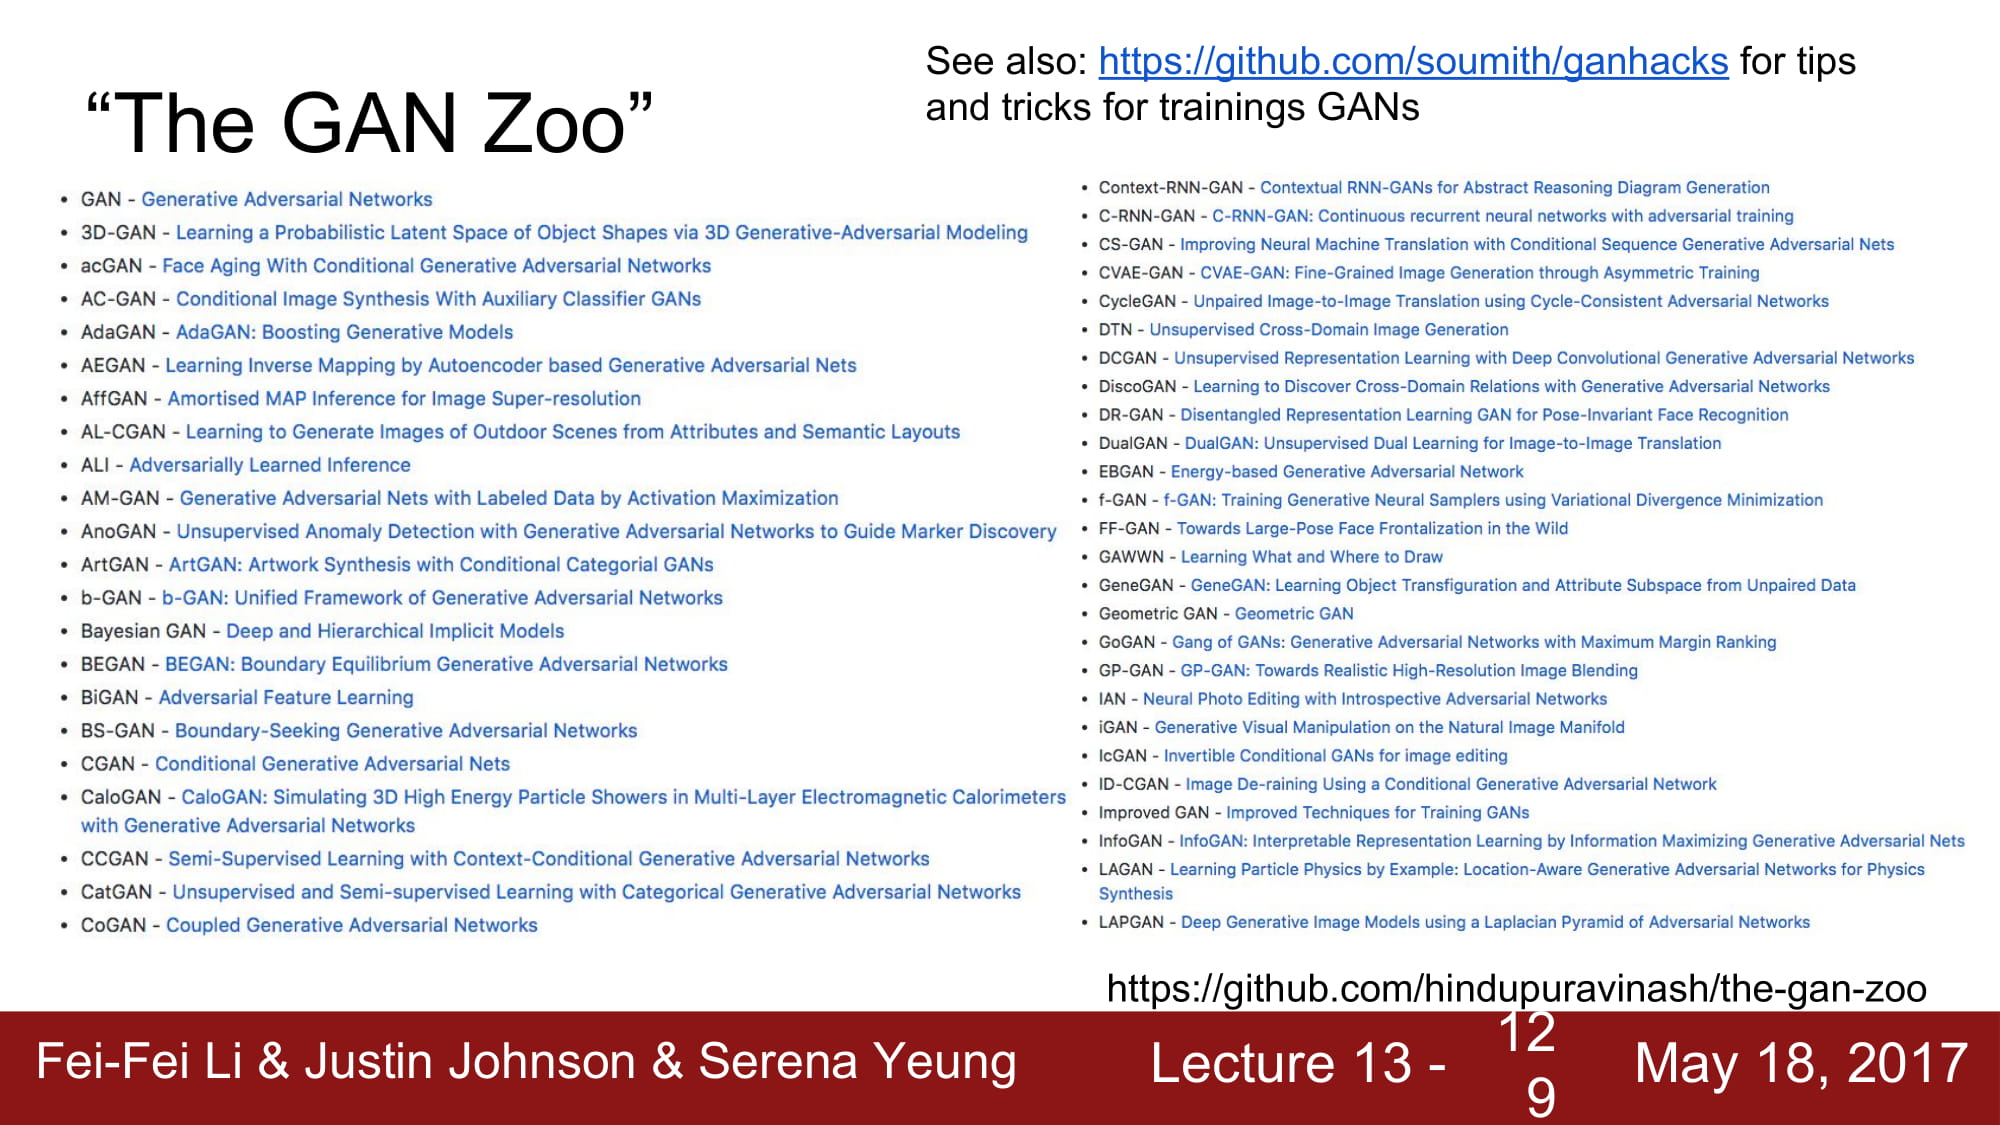 “The GAN Zoo”
See also: https://github.com/soumith/ganhacks for tips
and tricks for trainings GANs
• GAN - Generative Adversarial Networks
• 3D-GAN - Learning a Probabilistic Latent Space of Object Shapes via 3D Generative-Adversarial Modeling
• acGAN - Face Aging With Conditional Generative Adversarial Networks
• AC-GAN - Conditional Image Synthesis With Auxiliary Classifier GANs
• AdaGAN - AdaGAN: Boosting Generative Models
• AEGAN - Learning Inverse Mapping by Autoencoder based Generative Adversarial Nets
• AffGAN - Amortised MAP Inference for Image Super-resolution
• AL-CGAN - Learning to Generate Images of Outdoor Scenes from Attributes and Semantic Layouts
• ALI - Adversarially Learned Inference
• AM-GAN - Generative Adversarial Nets with Labeled Data by Activation Maximization
• AnoGAN - Unsupervised Anomaly Detection with Generative Adversarial Networks to Guide Marker Discovery
• ArtGAN - ArtGAN: Artwork Synthesis with Conditional Categorial GANs
• b-GAN - b-GAN: Unified Framework of Generative Adversarial Networks
• Bayesian GAN - Deep and Hierarchical Implicit Models
• BEGAN - BEGAN: Boundary Equilibrium Generative Adversarial Networks
• BiGAN - Adversarial Feature Learning
• BS-GAN - Boundary-Seeking Generative Adversarial Networks
• CGAN - Conditional Generative Adversarial Nets
• CaloGAN - CaloGAN: Simulating 3D High Energy Particle Showers in Multi-Layer Electromagnetic Calorimeters
with Generative Adversarial Networks
• CCGAN - Semi-Supervised Learning with Context-Conditional Generative Adversarial Networks
• CatGAN - Unsupervised and Semi-supervised Learning with Categorical Generative Adversarial Networks
• CoGAN - Coupled Generative Adversarial Networks
• Context-RNN-GAN - Contextual RNN-GANs for Abstract Reasoning Diagram Generation
• C-RNN-GAN - C-RNN-GAN: Continuous recurrent neural networks with adversarial training
• CS-GAN - Improving Neural Machine Translation with Conditional Sequence Generative Adversarial Nets
• CVAE-GAN - CVAE-GAN: Fine-Grained Image Generation through Asymmetric Training
• CycleGAN - Unpaired Image-to-Image Translation using Cycle-Consistent Adversarial Networks
• DTN - Unsupervised Cross-Domain Image Generation
• DCGAN - Unsupervised Representation Learning with Deep Convolutional Generative Adversarial Networks
• DiscoGAN - Learning to Discover Cross-Domain Relations with Generative Adversarial Networks
• DR-GAN - Disentangled Representation Learning GAN for Pose-Invariant Face Recognition
• DualGAN - DualGAN: Unsupervised Dual Learning for Image-to-Image Translation
• EBGAN - Energy-based Generative Adversarial Network
• f-GAN - f-GAN: Training Generative Neural Samplers using Variational Divergence Minimization
• FF-GAN - Towards Large-Pose Face Frontalization in the Wild
• GAWWN - Learning What and Where to Draw
• GeneGAN - GeneGAN: Learning Object Transfiguration and Attribute Subspace from Unpaired Data
• Geometric GAN - Geometric GAN
• GoGAN - Gang of GANs: Generative Adversarial Networks with Maximum Margin Ranking
• GP-GAN - GP-GAN: Towards Realistic High-Resolution Image Blending
• IAN - Neural Photo Editing with Introspective Adversarial Networks
• iGAN - Generative Visual Manipulation on the Natural Image Manifold
• IcGAN - Invertible Conditional GANs for image editing
• ID-CGAN - Image De-raining Using a Conditional Generative Adversarial Network
• Improved GAN - Improved Techniques for Training GANs
• InfoGAN - InfoGAN: Interpretable Representation Learning by Information Maximizing Generative Adversarial Nets
• LAGAN - Learning Particle Physics by Example: Location-Aware Generative Adversarial Networks for Physics
Synthesis
• LAPGAN - Deep Generative Image Models using a Laplacian Pyramid of Adversarial Networks
https://github.com/hindupuravinash/the-gan-zoo
Fei-Fei Li & Justin Johnson & Serena Yeung
Lecture 13 -
12
9
May 18, 2017